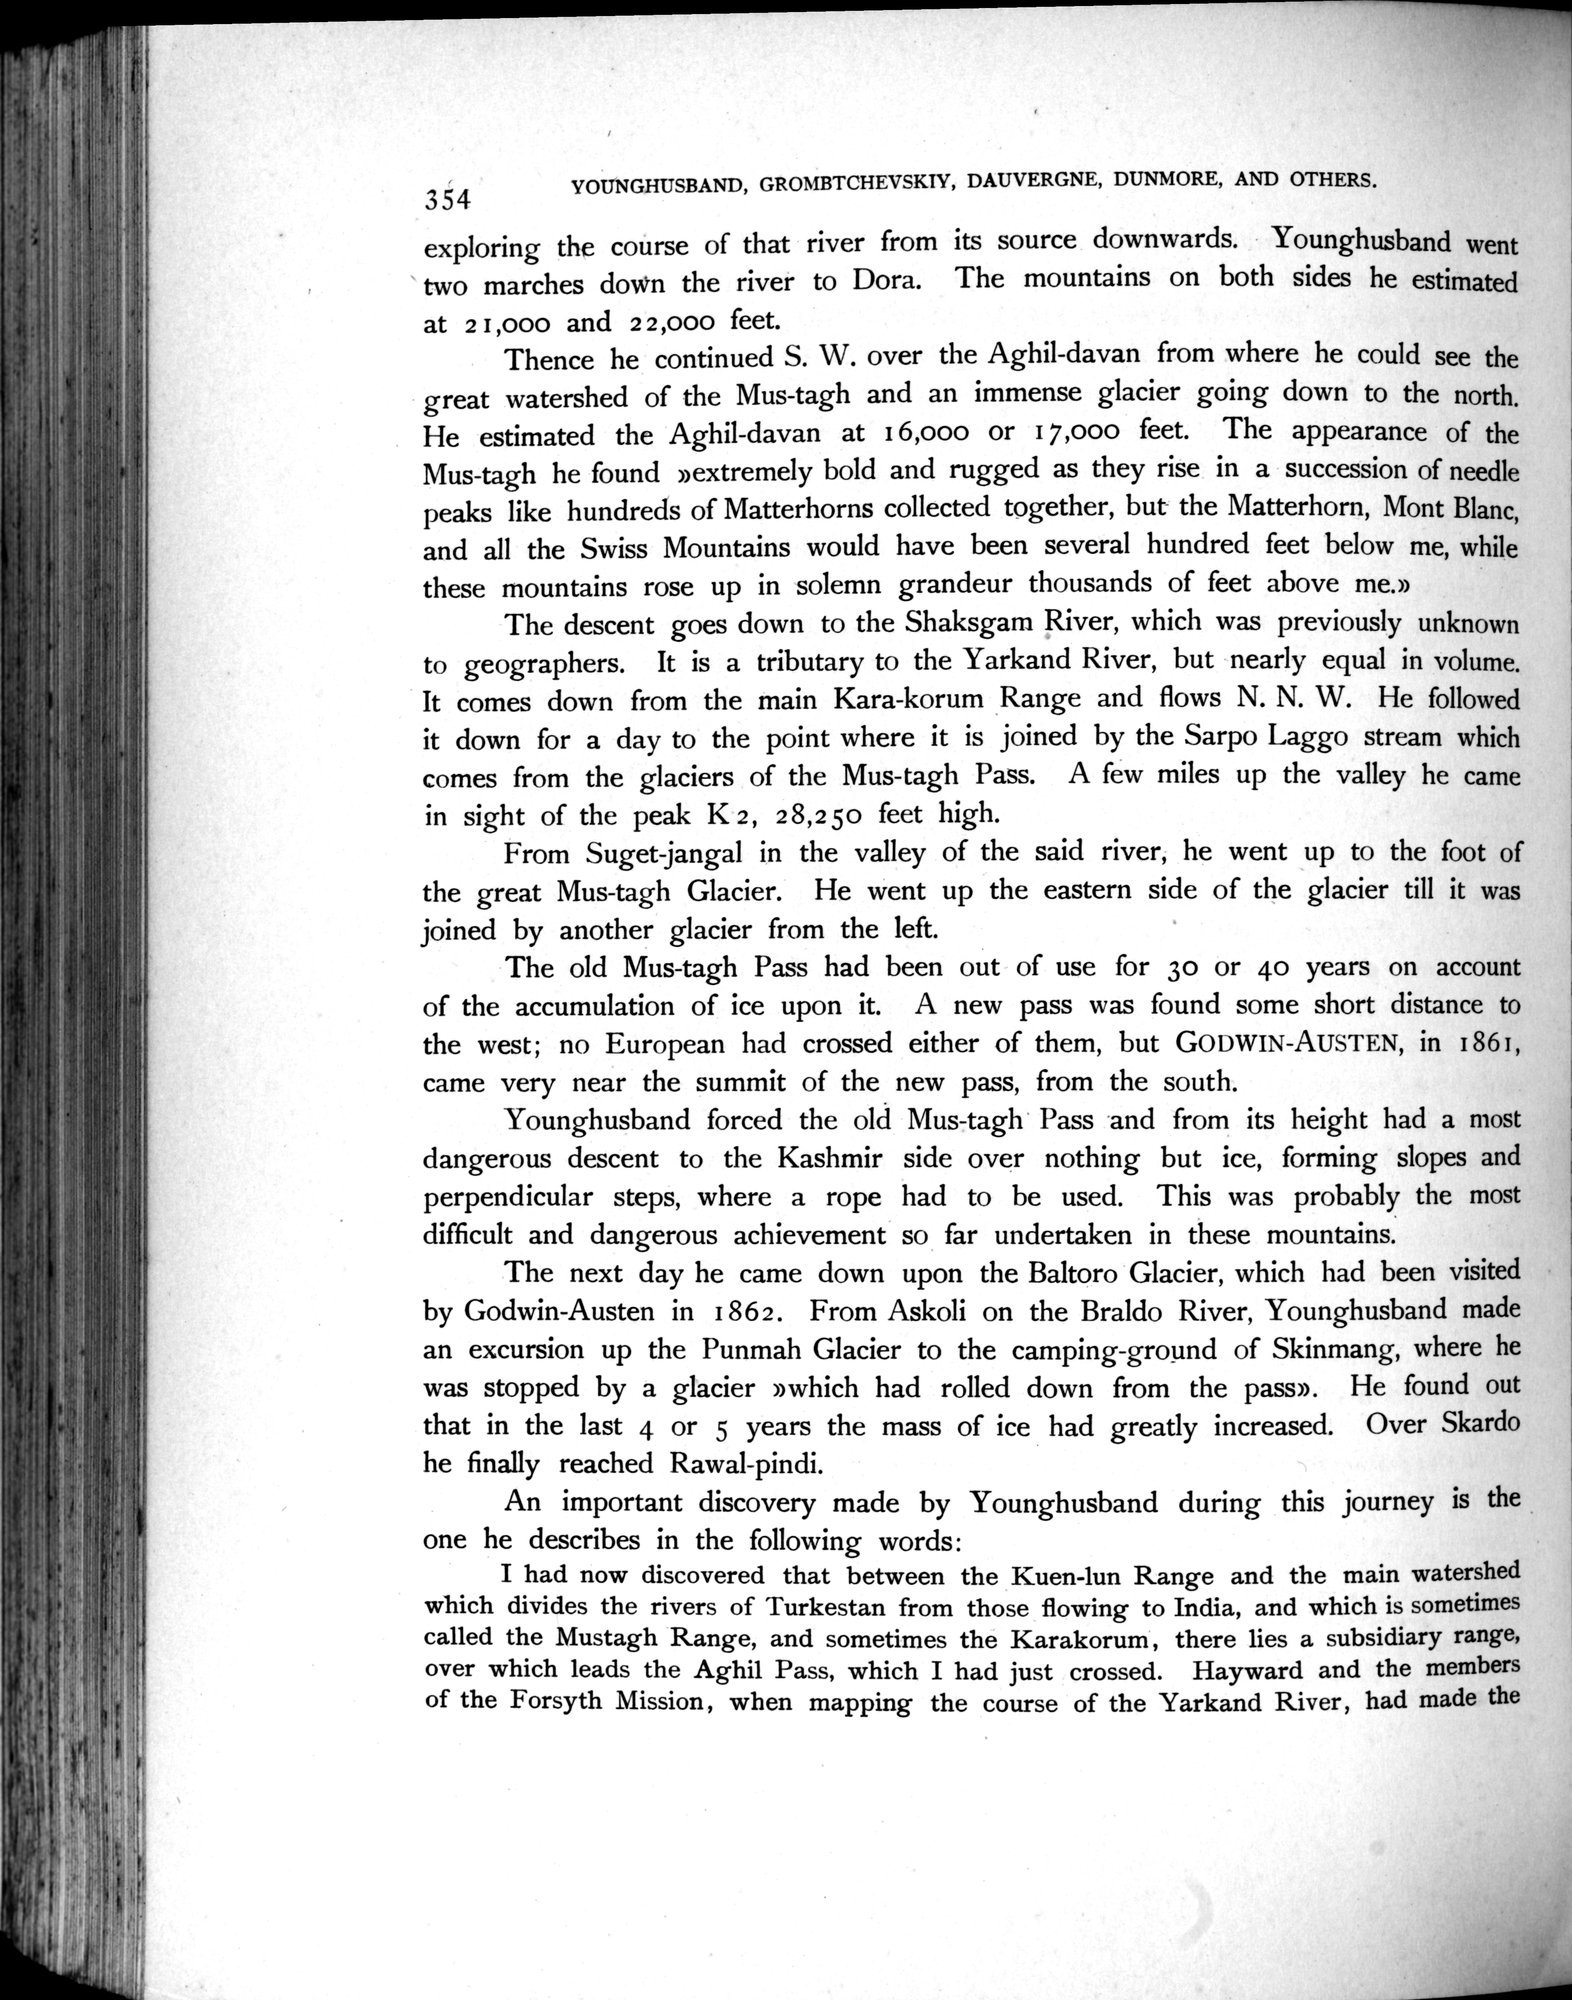 354
YOUNGHUSBAND, GROMBTCHEVSKIY, DAUVERGNE, DUNMORE, AND OTHERS.
exploring the course of that river from its source downwards. Younghusband went
two marches down the river to Dora. The mountains on both sides he estimated
at 21,000 and 22,000 feet.
Thence he continued S. W. over the Aghil-davan from where he could see the
great watershed of the Mus-tagh and an immense glacier going down to the north.
He estimated the Aghil-davan at 16,000 or 17,000 feet. The appearance of the
Mus-tagh he found »extremely bold and rugged as they rise in a succession of needle
peaks like hundreds of Matterhorns collected together, but the Matterhorn, Mont Blanc,
and all the Swiss Mountains would have been several hundred feet below me, while
these mountains rose up in solemn grandeur thousands of feet above me.»
The descent goes down to the Shaksgam River, which was previously unknown
to geographers. It is a tributary to the Yarkand River, but nearly equal in volume.
It comes down from the main Kara-korum Range and flows N. N. W. He followed
it down for a day to the point where it is joined by the Sarpo Laggo stream which
comes from the glaciers of the Mus-tagh Pass. A few miles up the valley he came
in sight of the peak K 2, 28,250 feet high.
From Suget-jangal in the valley of the said river, he went up to the foot of
the great Mus-tagh Glacier. He went up the eastern side of the glacier till it was
joined by another glacier from the left.
The old Mus-tagh Pass had been out of use for 30 or 40 years on account
of the accumulation of ice upon it. A new pass was found some short distance to
the west; no European had crossed either of them, but GODWIN-AUSTEN, in 1861,
came very near the summit of the new pass, from the south.
Younghusband forced the old Mus-tagh Pass and from its height had a most
dangerous descent to the Kashmir side over nothing but ice, forming slopes and
perpendicular steps, where a rope had to be used. This was probably the most
difficult and dangerous achievement so far undertaken in these mountains.
The next day he came down upon the Baltoro Glacier, which had been visited
by Godwin-Austen in 1862. From Askoli on the Braldo River, Younghusband made
an excursion up the Punmah Glacier to the camping-ground of Skinmang, where he
was stopped by a glacier »which had rolled down from the pass». He found out
that in the last 4 or 5 years the mass of ice had greatly increased. Over Skardo
he finally reached Rawal-pindi.
An important discovery made by Younghusband during this journey is the
one he describes in the following words:
I had now discovered that between the Kuen-lun Range and the main watershed
which divides the rivers of Turkestan from those flowing to India, and which is sometimes
called the Mustagh Range, and sometimes the Karakorum, there lies a subsidiary range,
over which leads the Aghil Pass, which I had just crossed. Hayward and the members
of the Forsyth Mission, when mapping the course of the Yarkand River, had made the